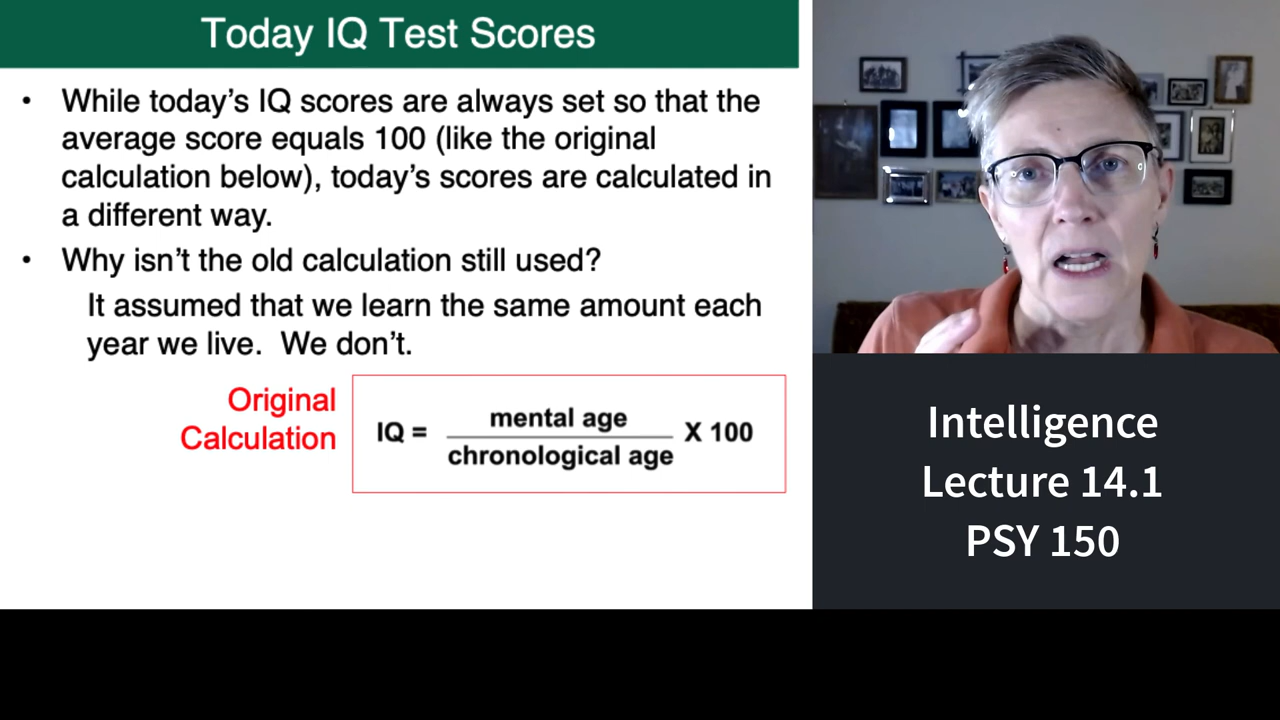 Today IQ Test Scores
• While today's IQ scores are always set so that the
average score equals 100 (like the original
calculation below), today's scores are calculated in
a different way.
• Why isn't the old calculation still used?
It assumed that we learn the same amount each
year we live. We don't.
Original
Calculation
IQ = mental age
chronological age X 100
Intelligence
Lecture 14.1
PSY 150